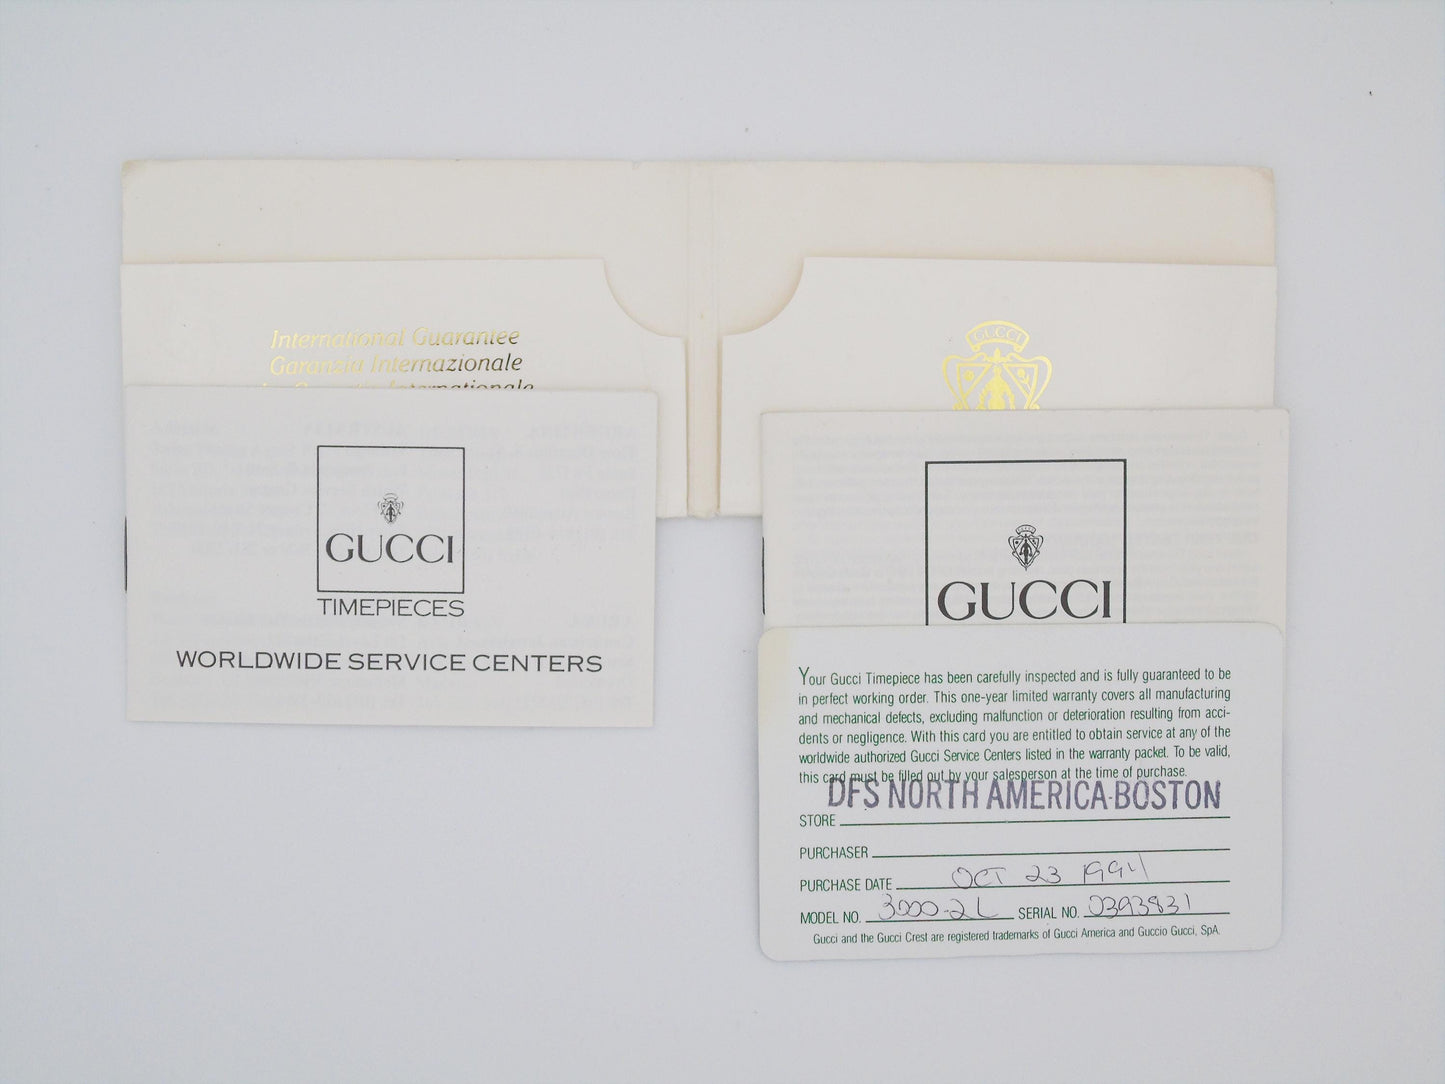 International Guarantee
Garanzia Internazionale
Garantie Internationale
GUCCI
GUCCI
TIMEPIECES
WORLDWIDE SERVICE CENTERS
GUCCI
Your Gucci Timepiece has been carefully inspected and is fully guaranteed to be
in perfect working order. This one-year limited warranty covers all manufacturing
and mechanical defects, excluding malfunction or deterioration resulting from acci-
dents or negligence. With this card you are entitled to obtain service at any of the
worldwide authorized Gucci Service Centers listed in the warranty packet. To be valid,
this card must be filled out by your salesperson at the time of purchase.
DFS NORTH AMERICA-BOSTON
STORE
PURCHASER
PURCHASE DATE OCT 23 1994
MODEL NO. 3000-2L SERIAL NO. 0393831
Gucci and the Gucci Crest are registered trademarks of Gucci America and Guccio Gucci, SpA.